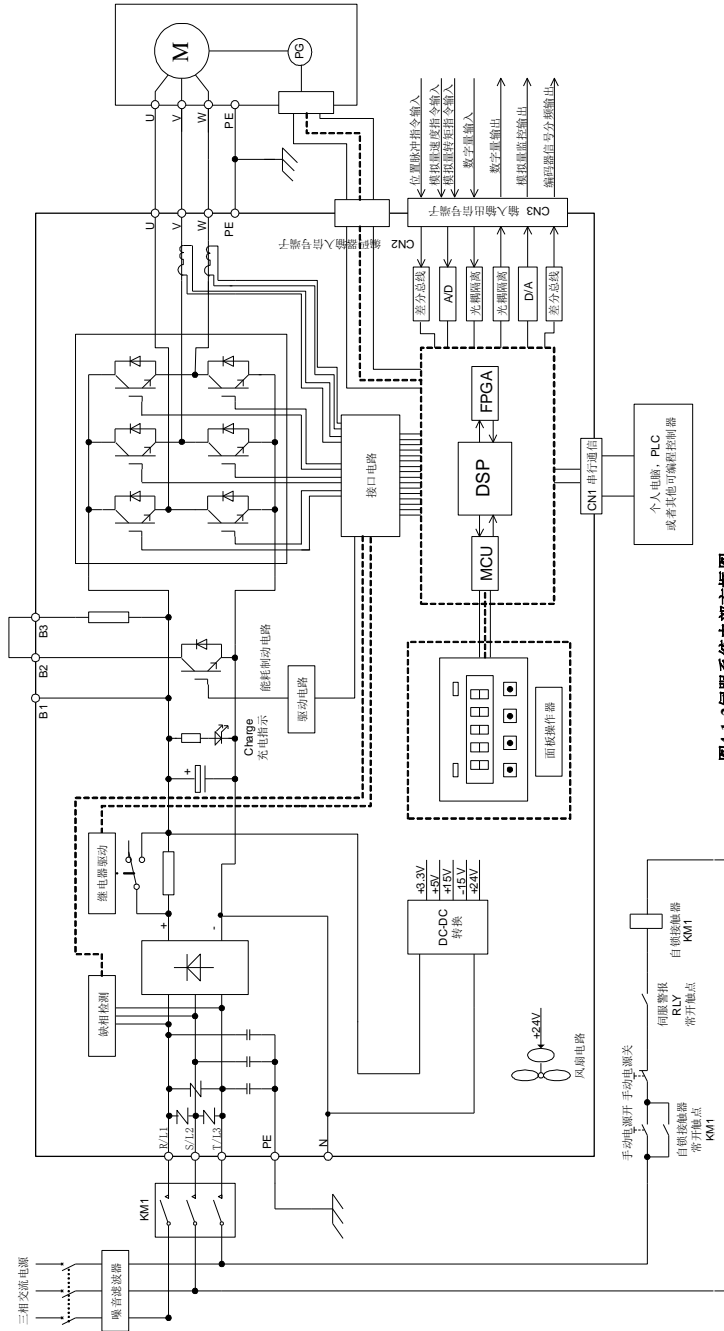 三相交流电源
噪音滤波器
KM1
R/L1
S/L2
T/L3
PE
N
缺相检测
继电器驱动
+
-
+
Charge
充电指示
B1
B2
B3
能耗制动电路
驱动电路
接口电路
U
V
W
PE
U
V
W
PE
M
PG
DC-DC
转换
+3.3V
+5V
+15V
-15V
+24V
+24V
风扇电路
面板操作器
MCU
DSP
FPGA
差分总线
A/D
光耦隔离
光耦隔离
D/A
差分总线
CN2 编码器输入信号端子
CN3 输入输出信号端子
位置脉冲指令输入
模拟量速度指令输入
模拟量转矩指令输入
数字量输入
数字量输出
模拟量监控输出
编码器信号分频输出
CN1 串行通信
个人电脑，PLC
或者其他可编程控制器
手动电源开
手动电源关
自锁接触器
常开触点
KM1
伺服警报
RLY
常开触点
自锁接触器
KM1